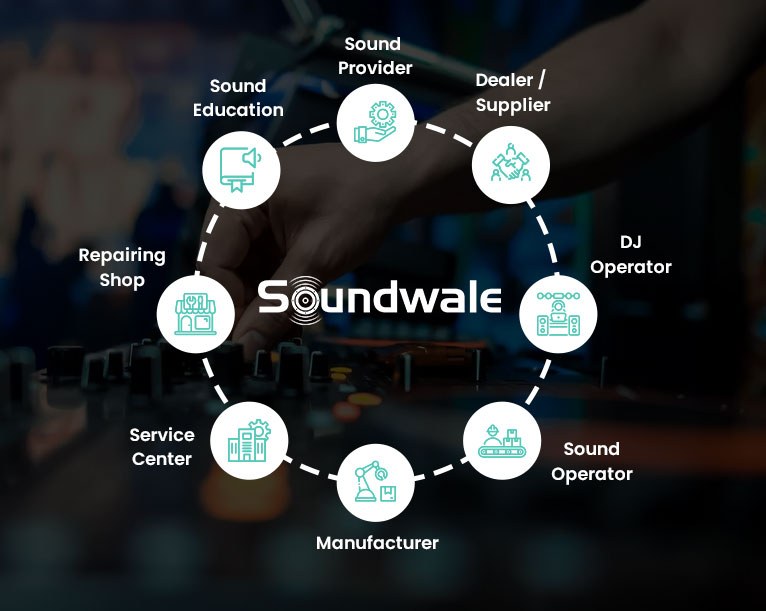 Sound
Provider
Dealer /
Supplier
Sound
Education
DJ
Operator
Repairing
Shop
Soundwale
Sound
Operator
Service
Center
Manufacturer